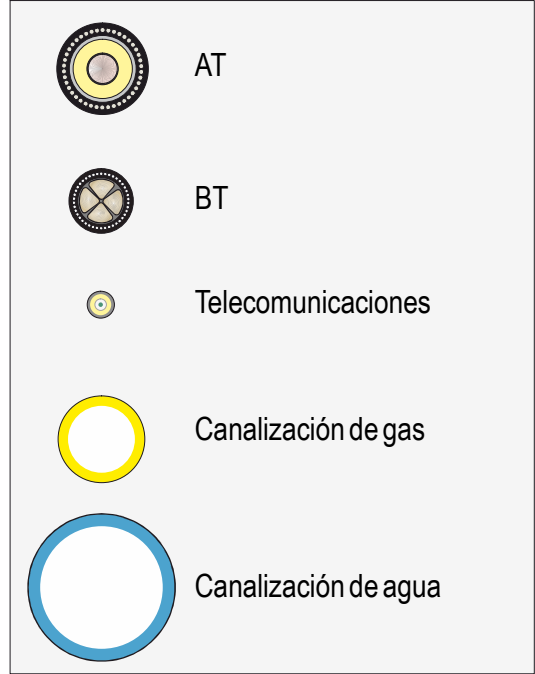 AT
BT
Telecomunicaciones
Canalización de gas
Canalización de agua